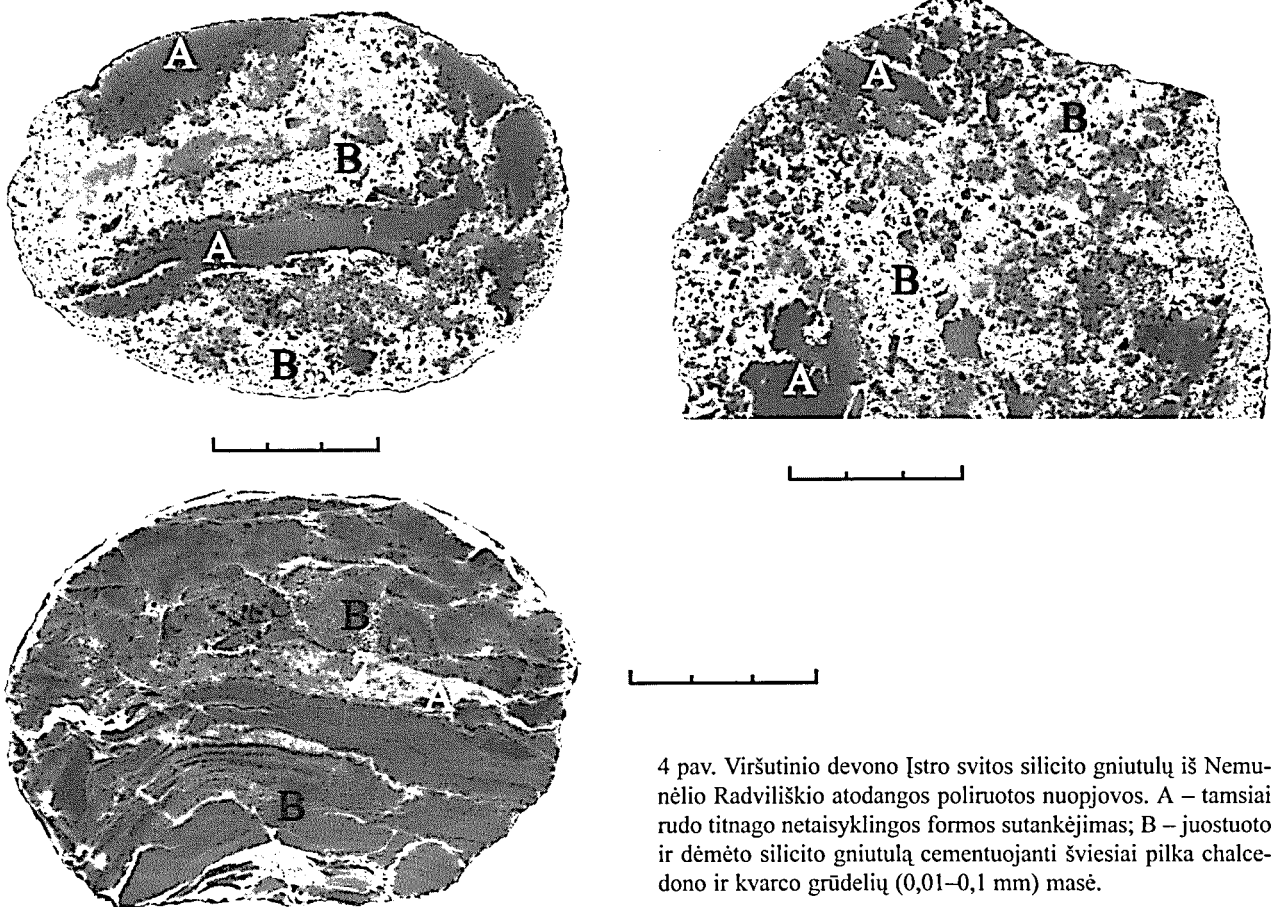 A
B
A
B
A
B
B
A
B
A
B
4 pav. Viršutinio devono Įstro svitos silicito gniutulų iš Nemu-
nėlio Radviliškio atodangos poliruotos nuopjovos. A – tamsiai
rudo titnago netaisyklingos formos sutankėjimas; B – juostuoto
ir dėmėto silicito gniutulą cementuojanti šviesiai pilka chalce-
dono ir kvarco grūdelių (0,01–0,1 mm) masė.